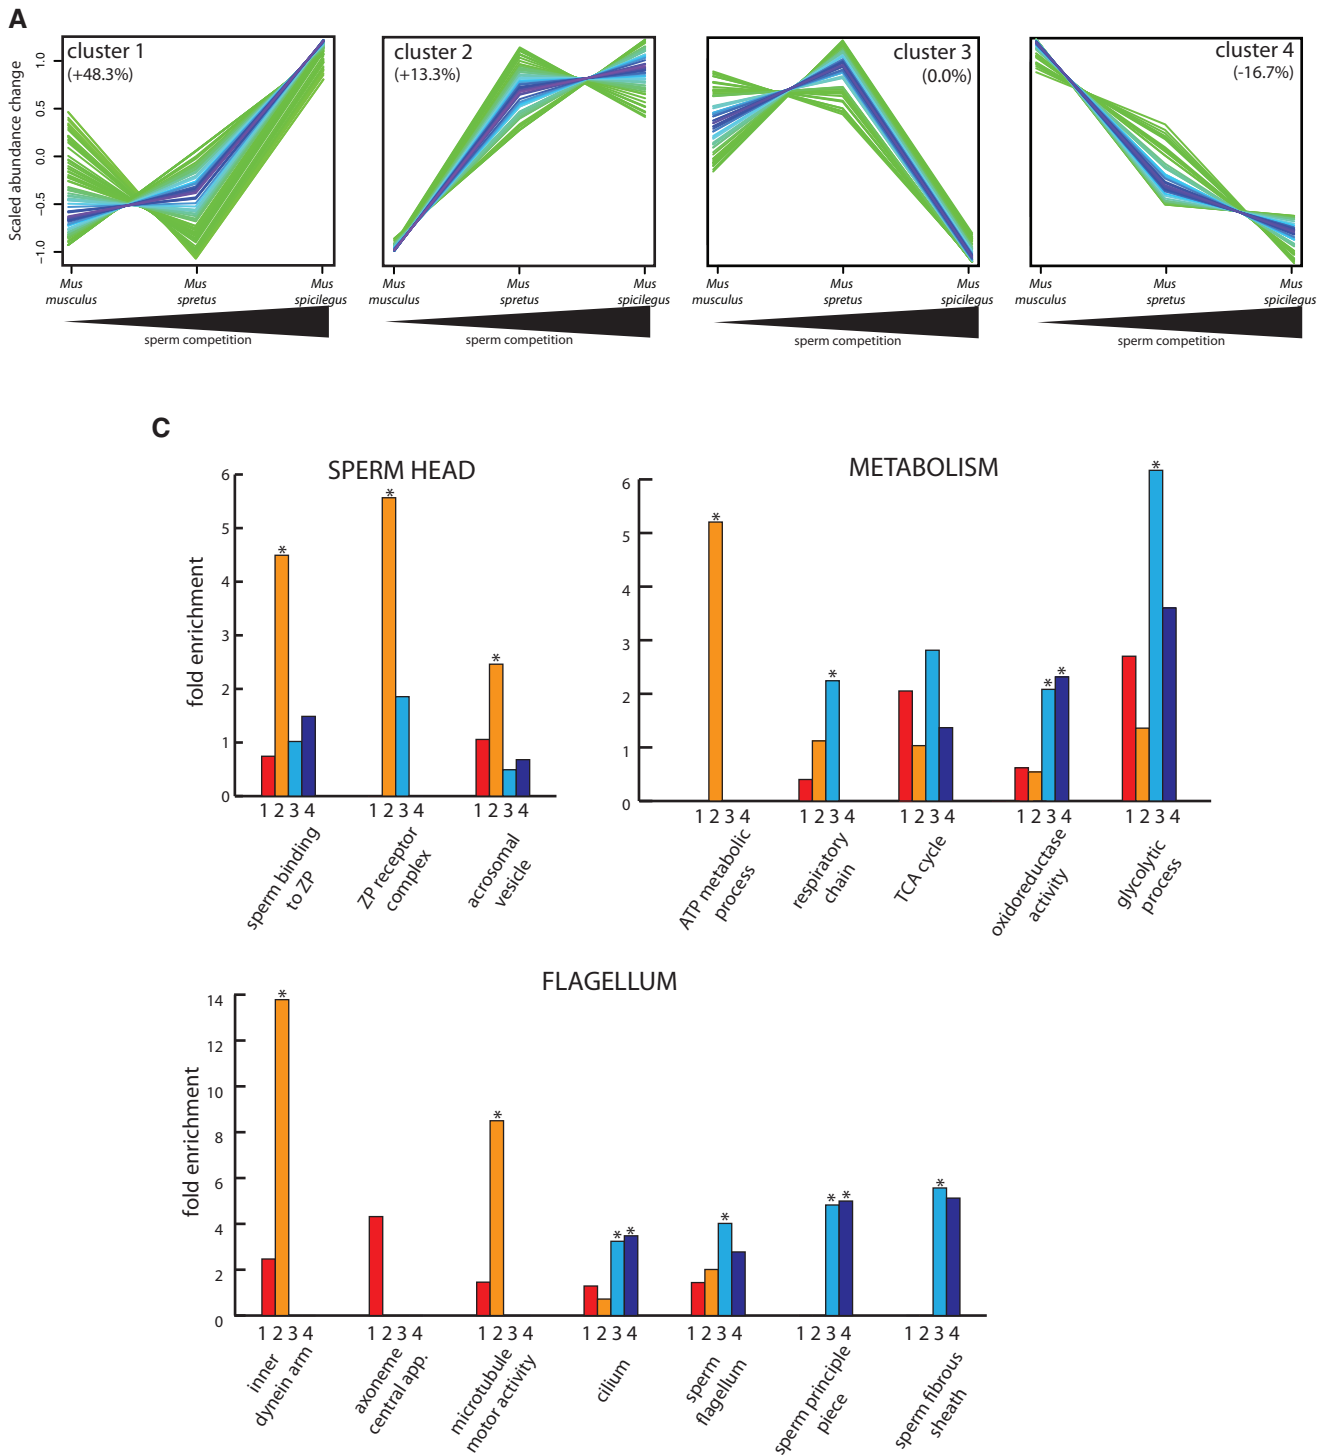 A
cluster 1
(+48.3%)
cluster 2
(+13.3%)
cluster 3
(0.0%)
cluster 4
(-16.7%)
Scaled abundance change
1.0
0.5
0.0
−0.5
−1.0
Mus musculus
Mus spretus
Mus spicilegus
Mus musculus
Mus spretus
Mus spicilegus
Mus musculus
Mus spretus
Mus spicilegus
Mus musculus
Mus spretus
Mus spicilegus
sperm competition
sperm competition
sperm competition
sperm competition
C
SPERM HEAD
fold enrichment
6
5
4
3
2
1
0
*
*
*
1 2 3 4
1 2 3 4
1 2 3 4
sperm binding
to ZP
ZP receptor
complex
acrosomal
vesicle
METABOLISM
6
5
4
3
2
1
0
*
*
*
*
*
1 2 3 4
1 2 3 4
1 2 3 4
1 2 3 4
1 2 3 4
ATP metabolic
process
respiratory
chain
TCA cycle
oxidoreductase
activity
glycolytic
process
FLAGELLUM
fold enrichment
14
12
10
8
6
4
2
0
*
*
*
*
*
*
*
*
1 2 3 4
1 2 3 4
1 2 3 4
1 2 3 4
1 2 3 4
1 2 3 4
1 2 3 4
inner
dynein arm
axoneme
central app.
microtubule
motor activity
cilium
sperm
flagellum
sperm principle
piece
sperm fibrous
sheath